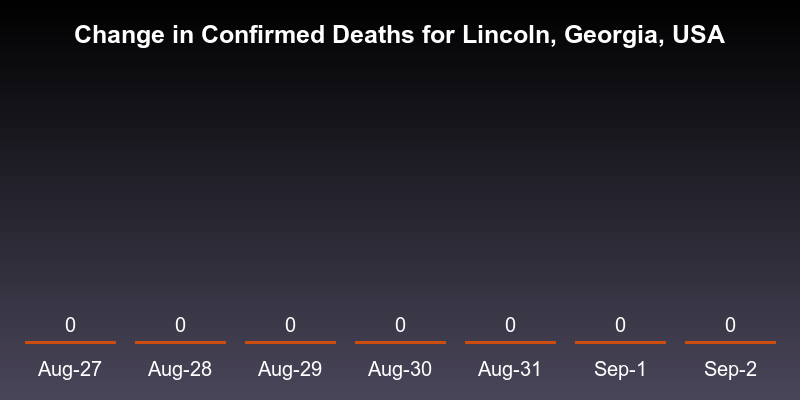 Change in Confirmed Deaths for Lincoln, Georgia, USA
0 0 0 0 0 0 0
Aug-27 Aug-28 Aug-29 Aug-30 Aug-31 Sep-1 Sep-2